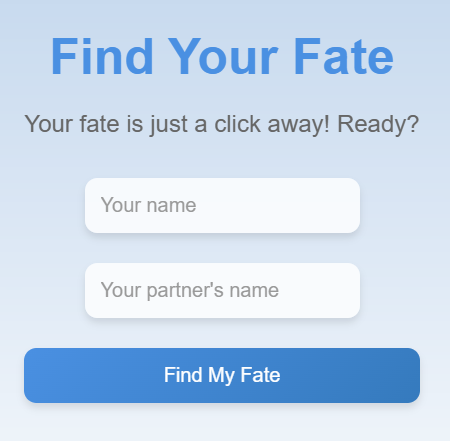 Find Your Fate
Your fate is just a click away! Ready?
Your name
Your partner's name
Find My Fate